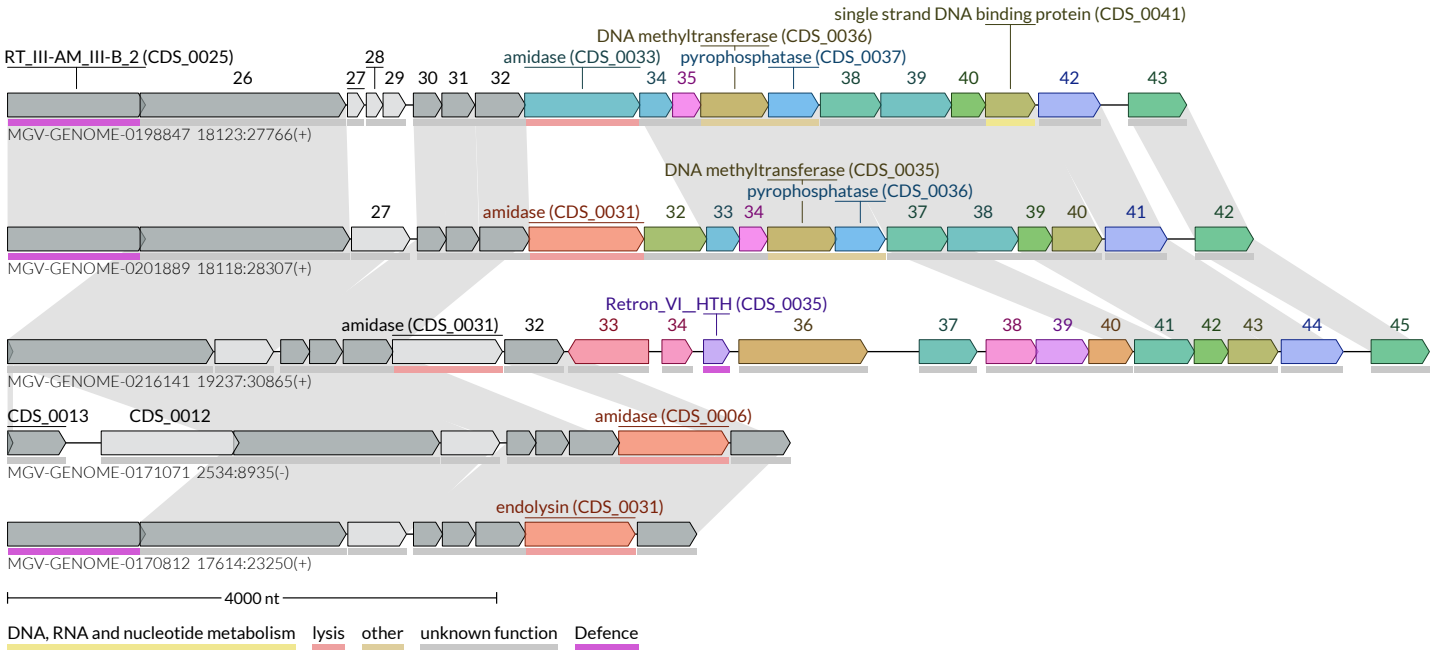 single strand DNA binding protein (CDS_0041)
DNA methyltransferase (CDS_0036)
RT_III-AM_III-B_2 (CDS_0025) 28 amidase (CDS_0033) pyrophosphatase (CDS_0037)
26 27 29 30 31 32 34 35 38 39 40 42 43
MGV-GENOME-0198847 18123:27766(+)
DNA methyltransferase (CDS_0035)
pyrophosphatase (CDS_0036)
27 amidase (CDS_0031) 32 33 34 37 38 39 40 41 42
MGV-GENOME-0201889 18118:28307(+)
Retron_VI__HTH (CDS_0035)
amidase (CDS_0031) 32 33 34 36 37 38 39 40 41 42 43 44 45
MGV-GENOME-0216141 19237:30865(+)
CDS_0013 CDS_0012 amidase (CDS_0006)
MGV-GENOME-0171071 2534:8935(-)
endolysin (CDS_0031)
MGV-GENOME-0170812 17614:23250(+)
4000 nt
DNA, RNA and nucleotide metabolism lysis other unknown function Defence